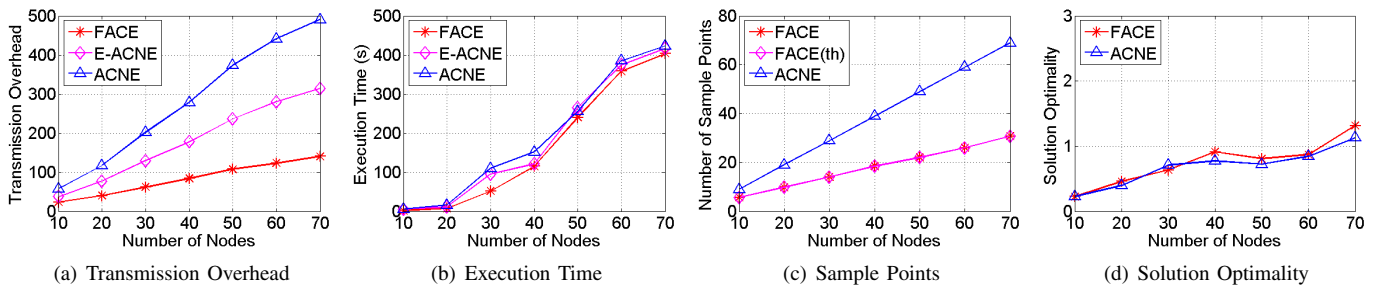 Transmission Overhead
500
400
300
200
100
0
10 20 30 40 50 60 70
Number of Nodes
FACE
E-ACNE
ACNE
(a) Transmission Overhead
Execution Time (s)
500
400
300
200
100
0
10 20 30 40 50 60 70
Number of Nodes
FACE
E-ACNE
ACNE
(b) Execution Time
Number of Sample Points
80
60
40
20
0
10 20 30 40 50 60 70
Number of Nodes
FACE
FACE(th)
ACNE
(c) Sample Points
Solution Optimality
3
2
1
0
10 20 30 40 50 60 70
Number of Nodes
FACE
ACNE
(d) Solution Optimality